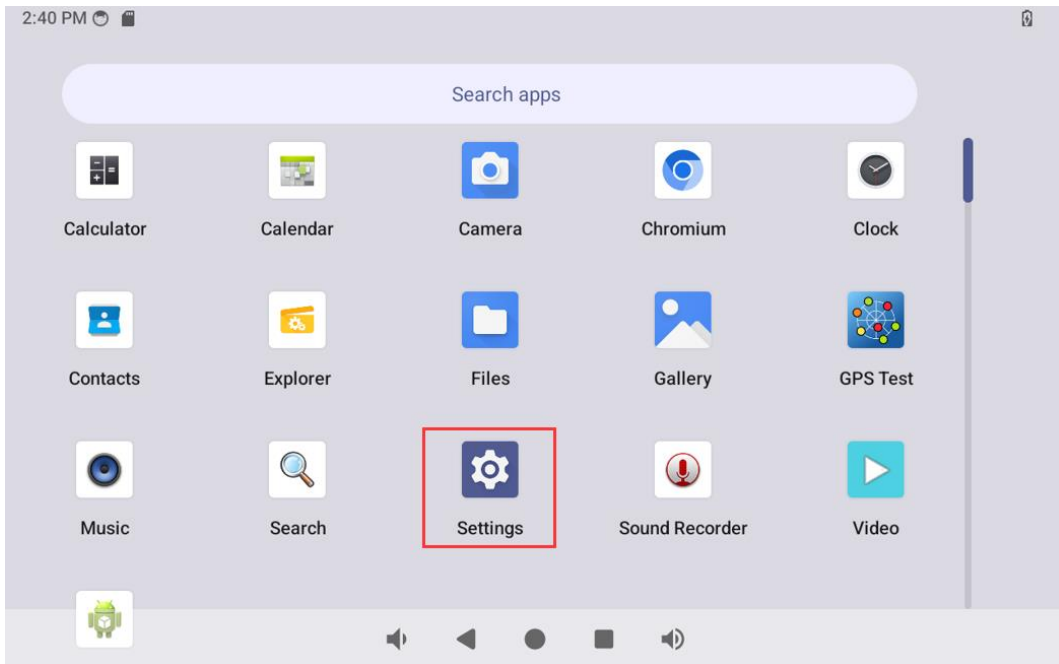 2:40 PM
Search apps
Calculator
Calendar
Camera
Chromium
Clock
Contacts
Explorer
Files
Gallery
GPS Test
Music
Search
Settings
Sound Recorder
Video